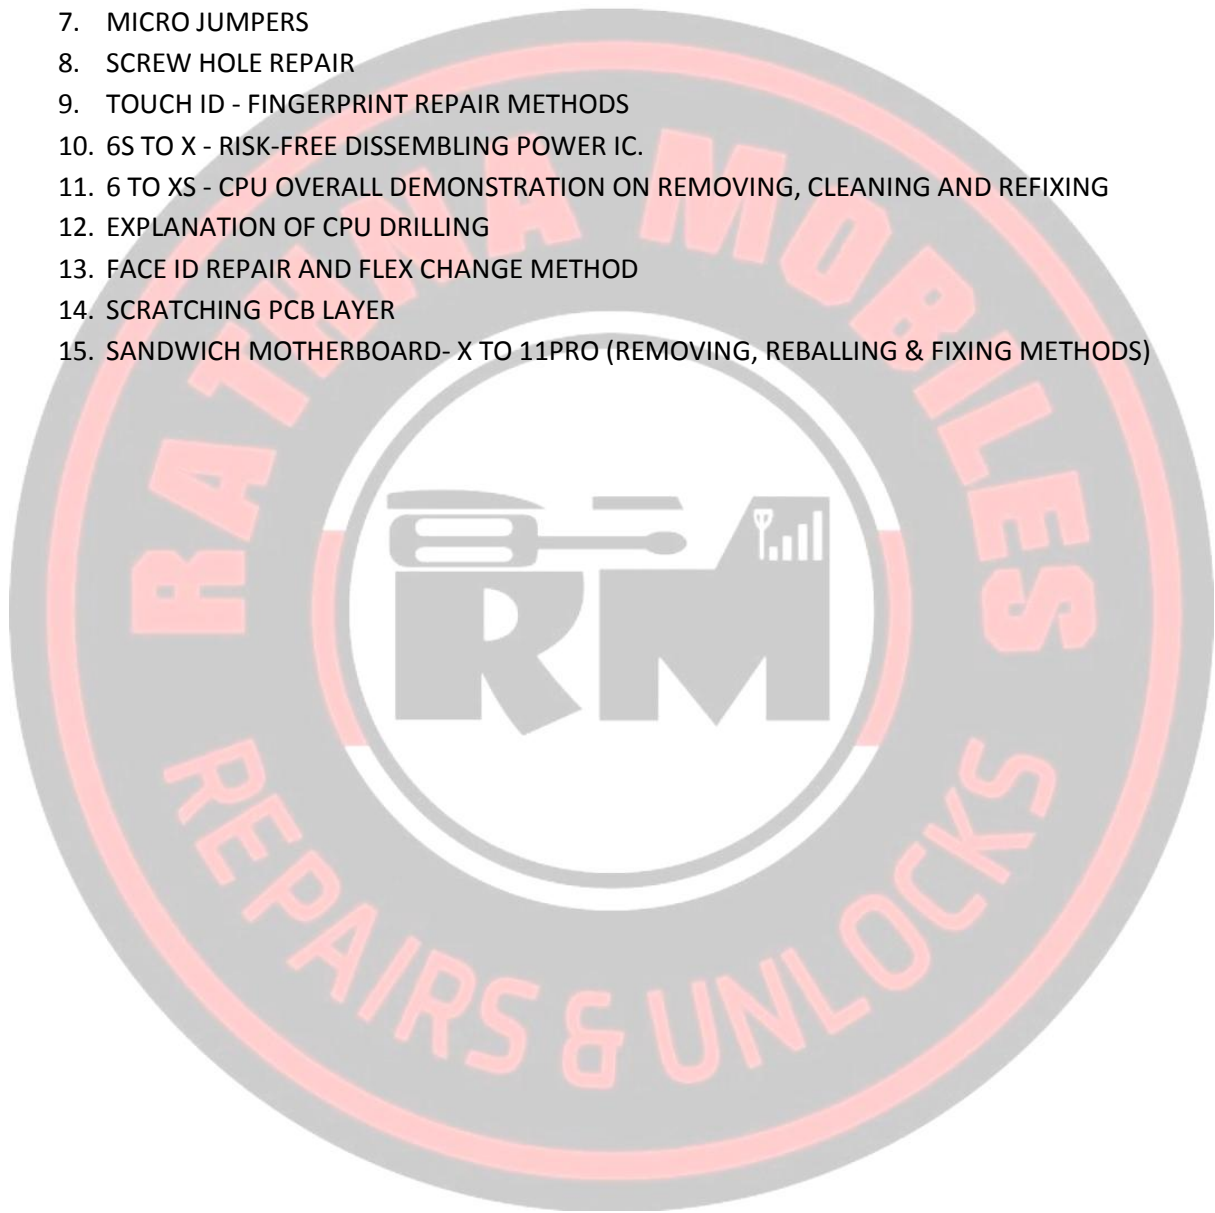 7. MICRO JUMPERS
8. SCREW HOLE REPAIR
9. TOUCH ID - FINGERPRINT REPAIR METHODS
10. 6S TO X - RISK-FREE DISSEMBLING POWER IC.
11. 6 TO XS - CPU OVERALL DEMONSTRATION ON REMOVING, CLEANING AND REFIXING
12. EXPLANATION OF CPU DRILLING
13. FACE ID REPAIR AND FLEX CHANGE METHOD
14. SCRATCHING PCB LAYER
15. SANDWICH MOTHERBOARD- X TO 11PRO (REMOVING, REBALLING & FIXING METHODS)
RATHNA MOBILES
RM
REPAIRS & UNLOCKS